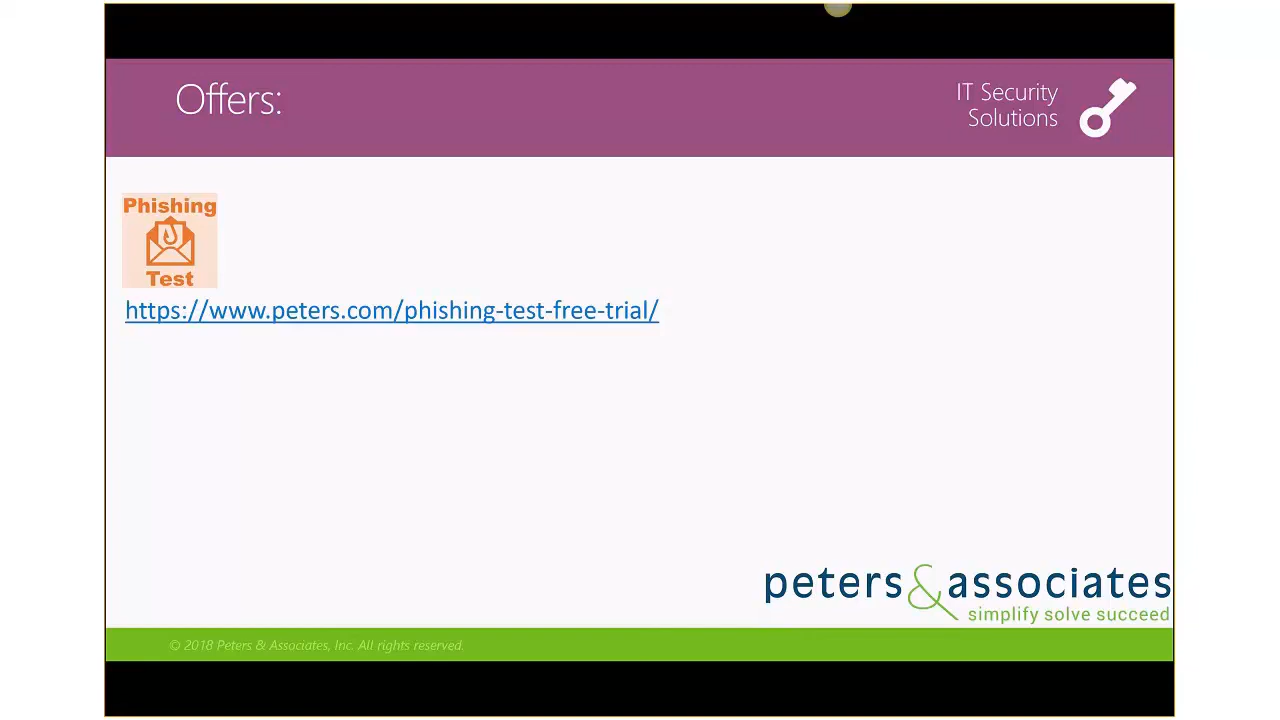 Offers:
IT Security
Solutions
Phishing
Test
https://www.peters.com/phishing-test-free-trial/
peters & associates
simplify solve succeed
© 2018 Peters & Associates, Inc. All rights reserved.